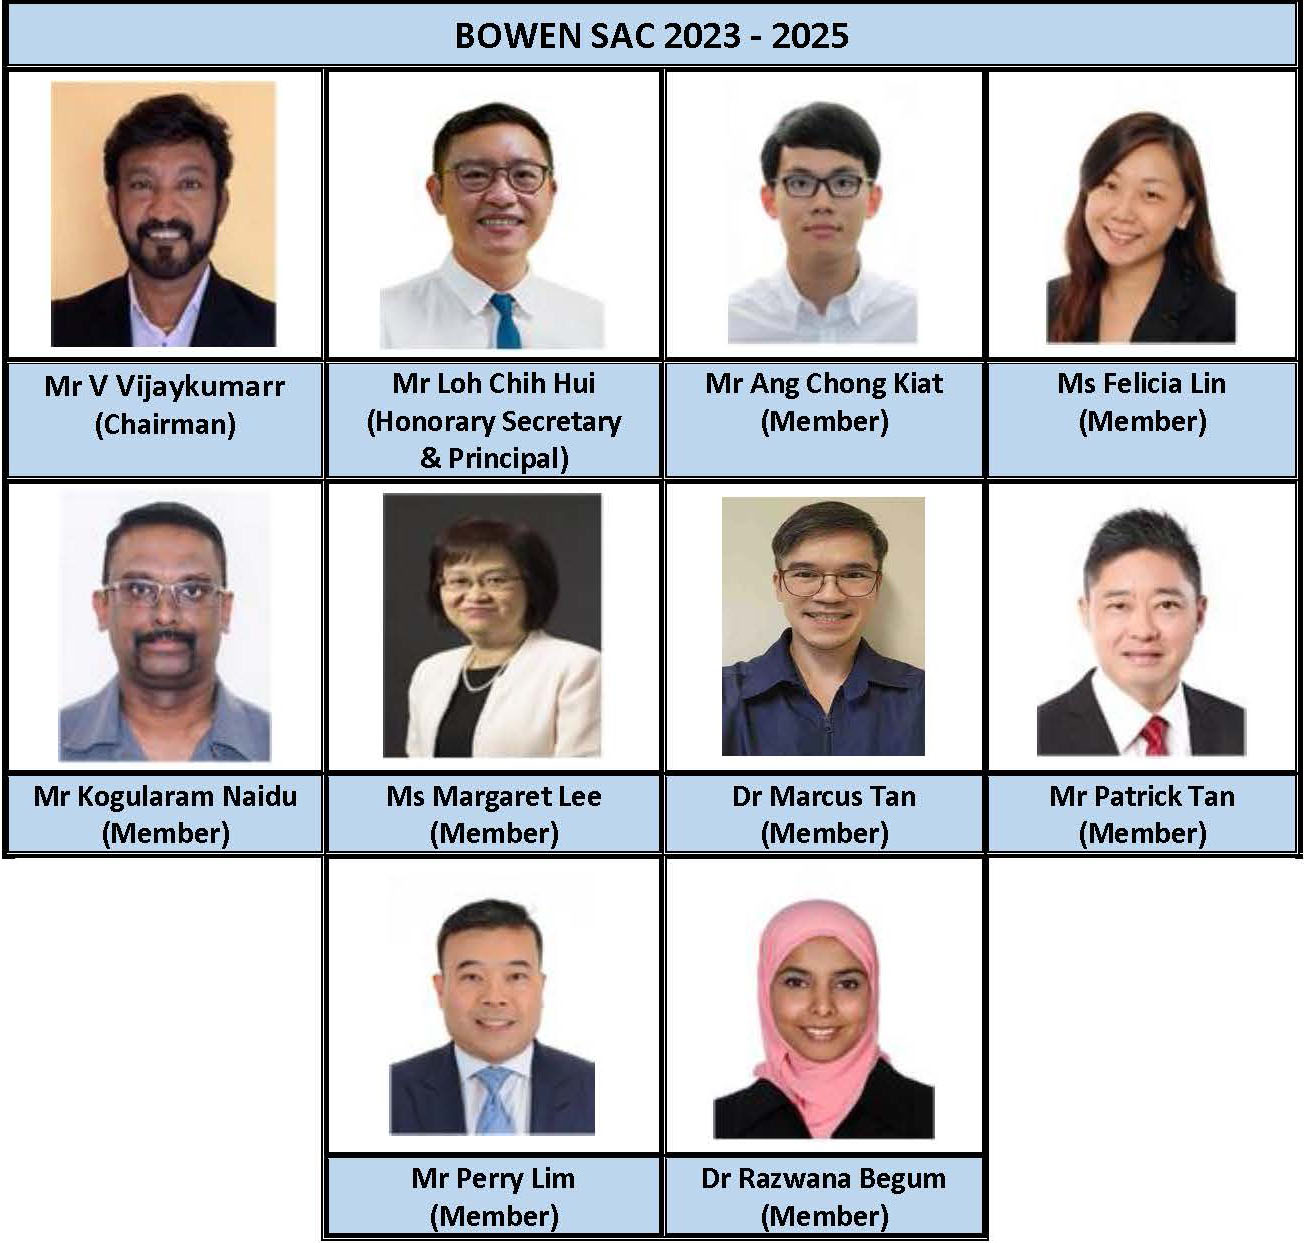 BOWEN SAC 2023 - 2025
Mr V Vijaykumarr
(Chairman)
Mr Loh Chih Hui
(Honorary Secretary
& Principal)
Mr Ang Chong Kiat
(Member)
Ms Felicia Lin
(Member)
Mr Kogularam Naidu
(Member)
Ms Margaret Lee
(Member)
Dr Marcus Tan
(Member)
Mr Patrick Tan
(Member)
Mr Perry Lim
(Member)
Dr Razwana Begum
(Member)